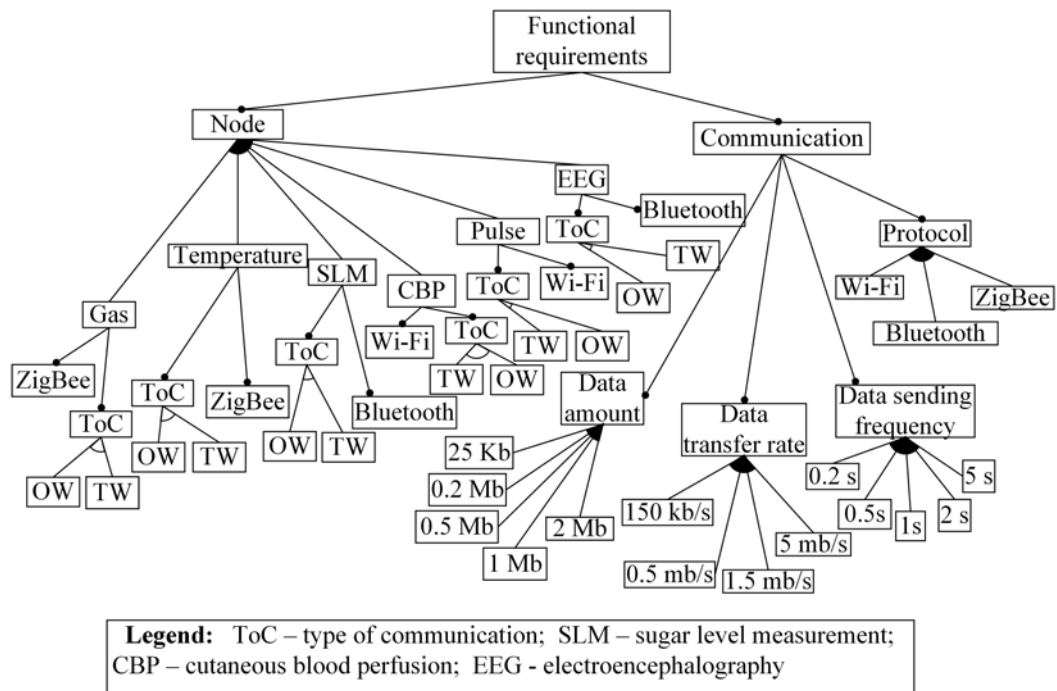 Functional
requirements
Node
Communication
EEG
Bluetooth
Pulse
ToC
TW
Protocol
Temperature
SLM
Wi-Fi
OW
Wi-Fi
ZigBee
CBP
ToC
Gas
Wi-Fi
ToC
TW
OW
Bluetooth
ZigBee
ToC
ToC
ZigBee
TW
OW
Data
amount
Data sending
frequency
Bluetooth
ToC
Data
transfer rate
OW
TW
OW
TW
25 Kb
0.2 s
5 s
OW
TW
0.2 Mb
150 kb/s
0.5s
1s
2 s
0.5 Mb
2 Mb
5 mb/s
1 Mb
0.5 mb/s
1.5 mb/s
Legend: ToC – type of communication; SLM – sugar level measurement;
CBP – cutaneous blood perfusion; EEG - electroencephalography